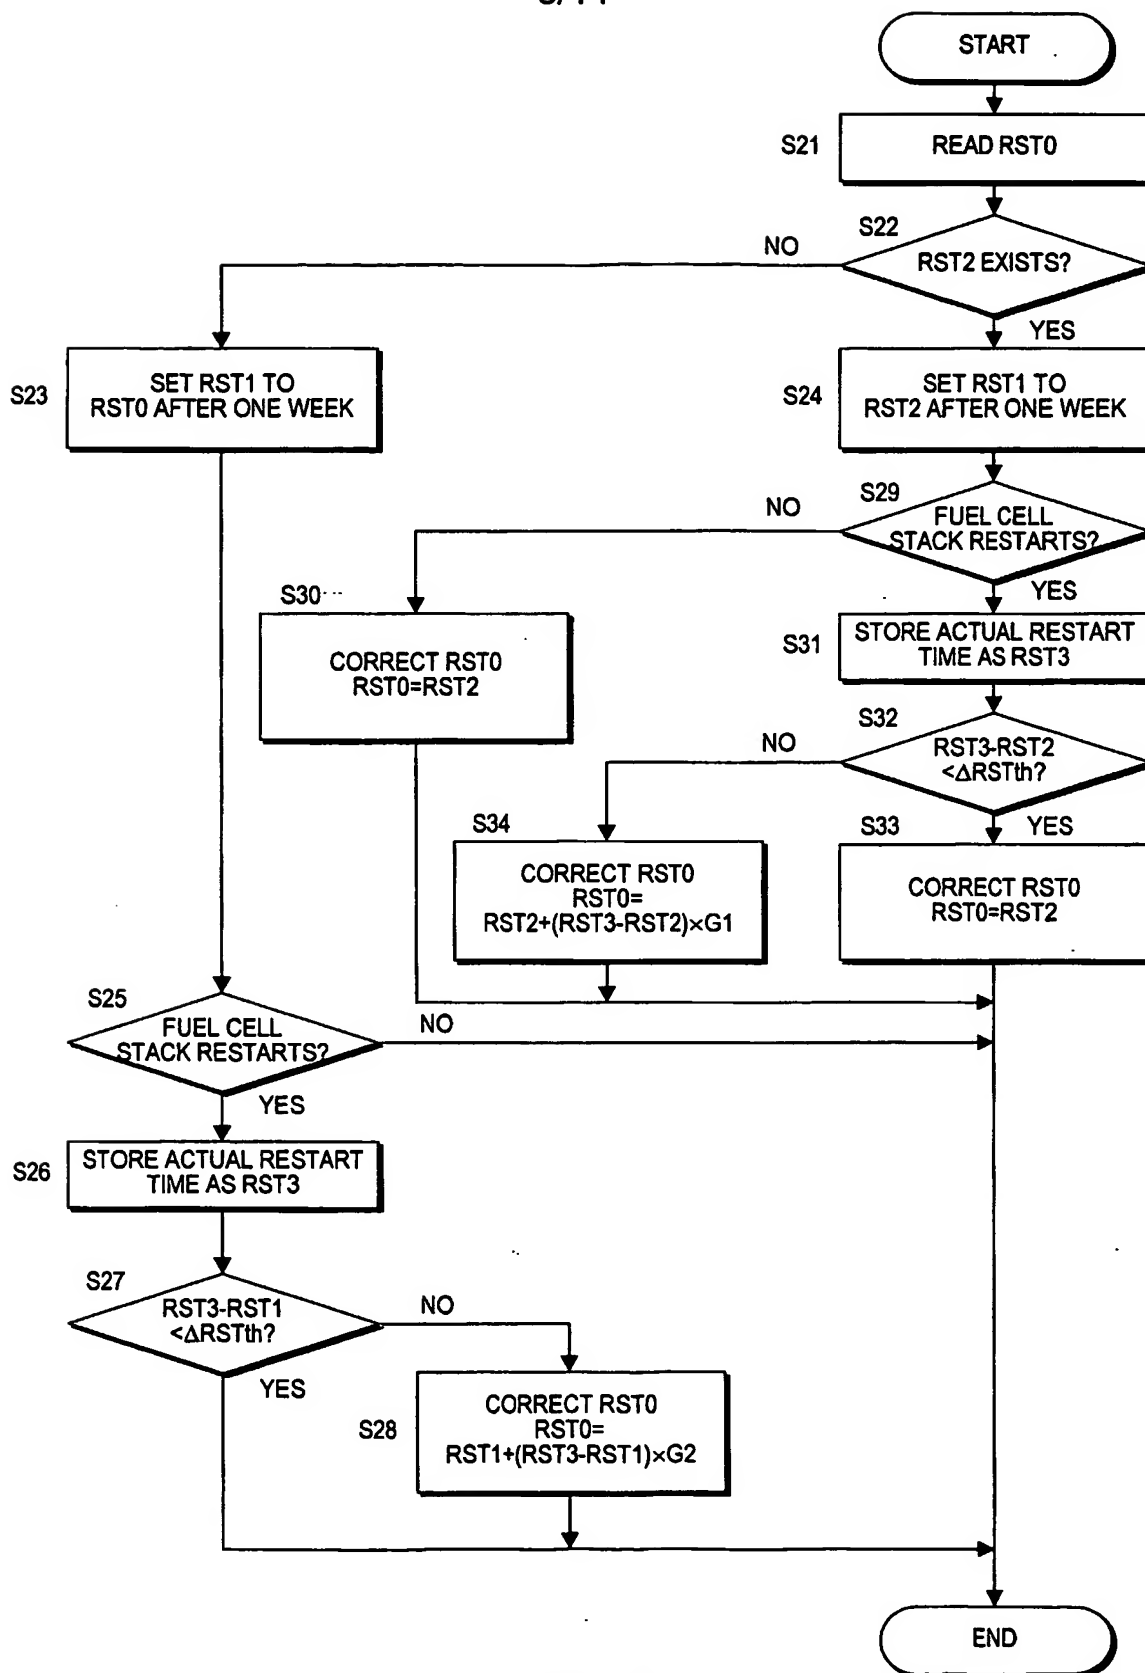 START
S21
READ RST0
S22
RST2 EXISTS?
NO
YES
S23
SET RST1 TO
RST0 AFTER ONE WEEK
S24
SET RST1 TO
RST2 AFTER ONE WEEK
S29
FUEL CELL
STACK RESTARTS?
NO
YES
S30
CORRECT RST0
RST0=RST2
S31
STORE ACTUAL RESTART
TIME AS RST3
S32
RST3-RST2
<ΔRSTth?
NO
YES
S34
CORRECT RST0
RST0=
RST2+(RST3-RST2)×G1
S33
CORRECT RST0
RST0=RST2
S25
FUEL CELL
STACK RESTARTS?
NO
YES
S26
STORE ACTUAL RESTART
TIME AS RST3
S27
RST3-RST1
<ΔRSTth?
NO
YES
S28
CORRECT RST0
RST0=
RST1+(RST3-RST1)×G2
END